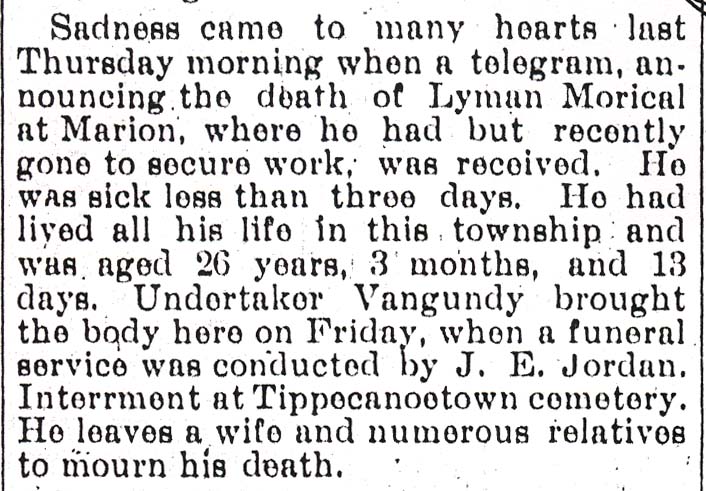 Sadness came to many hearts last
Thursday morning when a telegram, an-
nouncing the death of Lyman Morical
at Marion, where he had but recently
gone to secure work, was received. He
was sick less than three days. He had
lived all his life in this township and
was aged 26 years, 3 months, and 13
days. Undertaker Vangundy brought
the body here on Friday, when a funeral
service was conducted by J. E. Jordan.
Interrment at Tippecanoetown cemetery.
He leaves a wife and numerous relatives
to mourn his death.